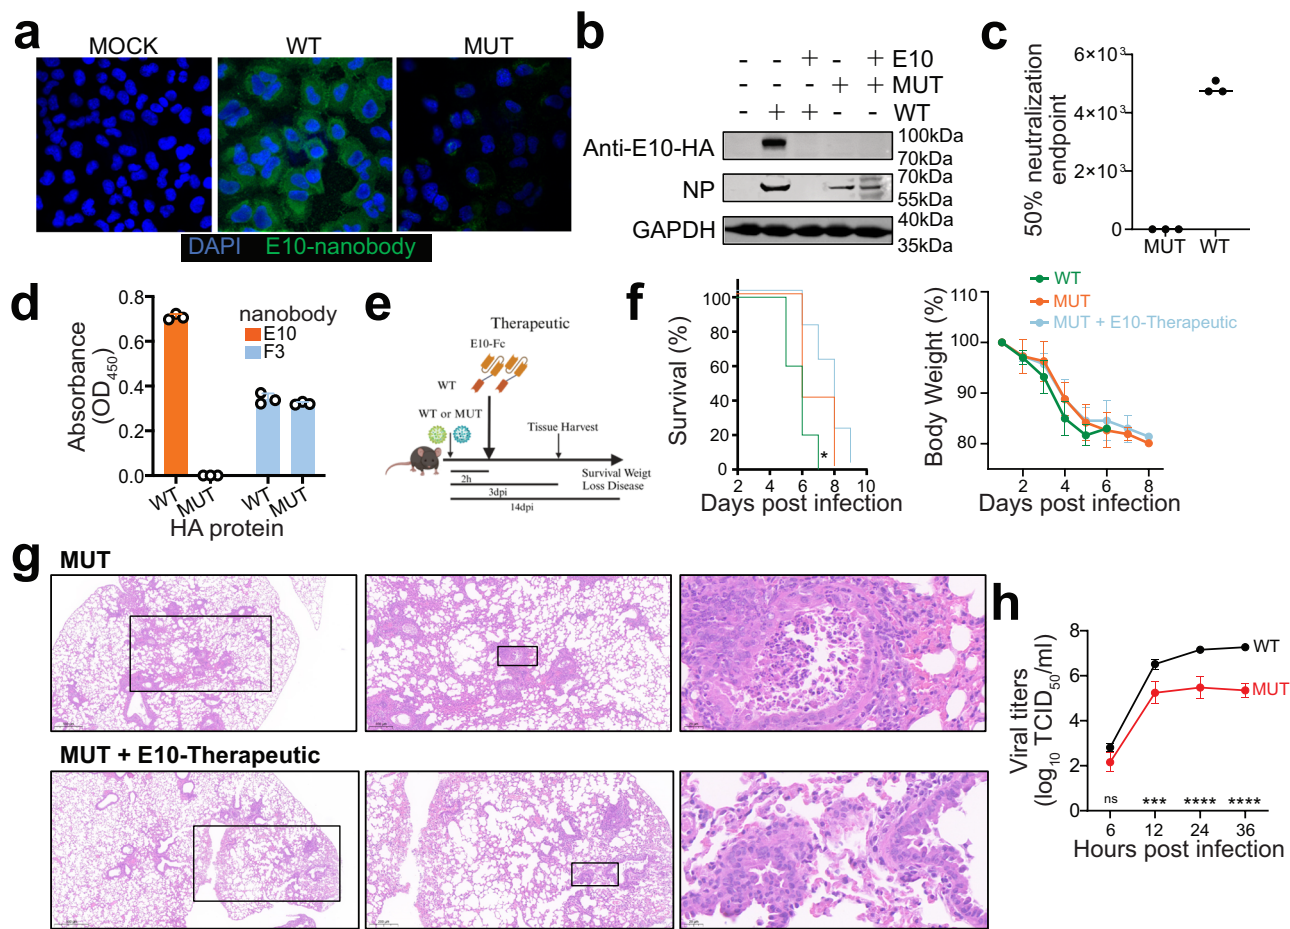 a
MOCK
WT
MUT
DAPI E10-nanobody
b
- - + - + E10
- - - + + MUT
- + + - - WT
Anti-E10-HA
100kDa
70kDa
NP
70kDa
55kDa
GAPDH
40kDa
35kDa
c
50% neutralization
endpoint
6×10³
4×10³
2×10³
0
MUT WT
d
Absorbance
(OD450)
0.8
0.6
0.4
0.2
0.0
nanobody
E10
F3
WT MUT WT MUT
HA protein
e
Therapeutic
E10-Fc
WT
WT or MUT
Tissue Harvest
2h
3dpi
14dpi
Survival Weigt
Loss Disease
f
Survival (%)
100
80
60
40
20
0
*
2 4 6 8 10
Days post infection
WT
MUT
MUT + E10-Therapeutic
Body Weight (%)
110
100
90
80
2 4 6 8
Days post infection
g
MUT
MUT + E10-Therapeutic
h
Viral titers
(log10 TCID50/ml)
8
6
4
2
0
WT
MUT
ns *** **** ****
6 12 24 36
Hours post infection